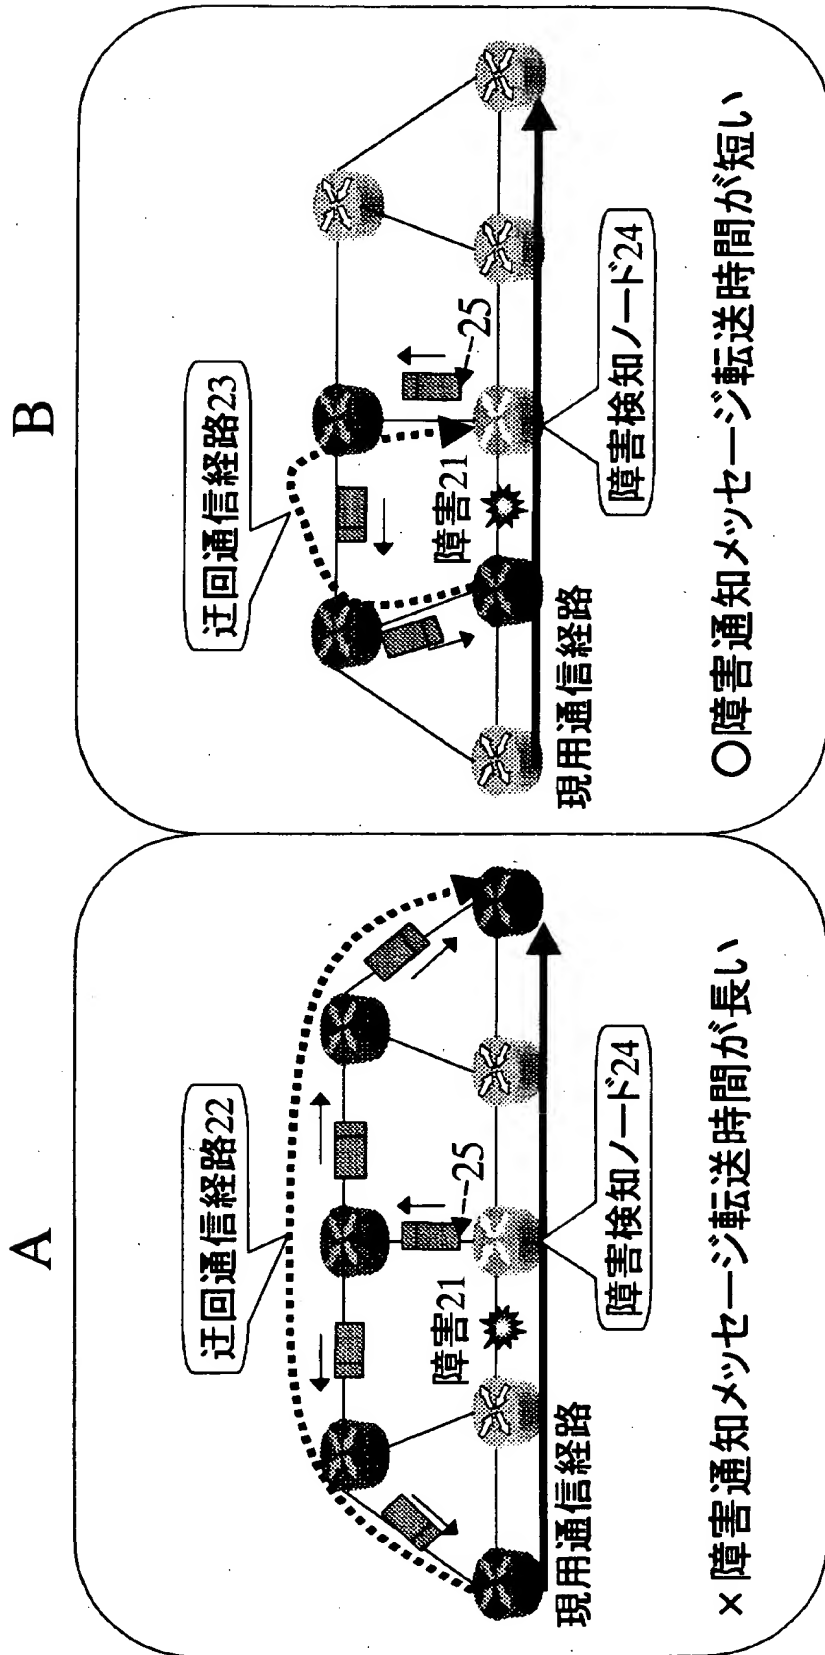 A
迂回通信経路22
障害21
25
障害検知ノード24
現用通信経路
×障害通知メッセージ転送時間が長い
B
迂回通信経路23
障害21
25
障害検知ノード24
現用通信経路
○障害通知メッセージ転送時間が短い